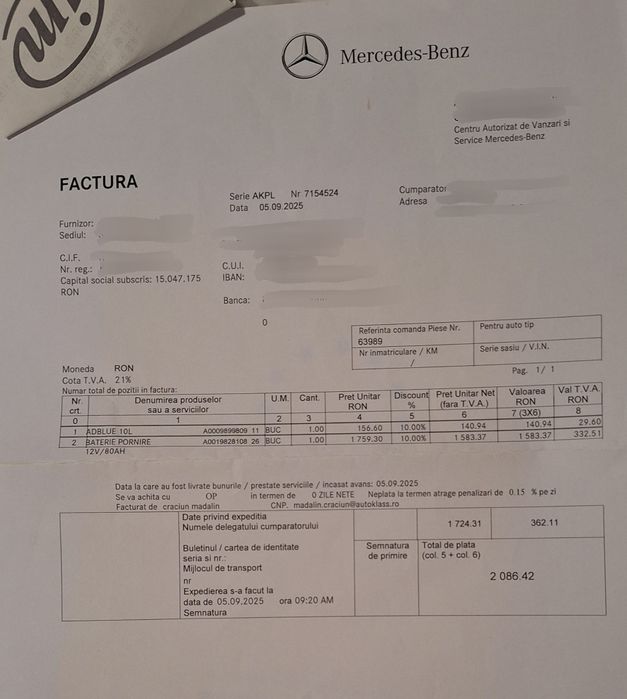 im
Mercedes-Benz
Centru Autorizat de Vanzari si
Service Mercedes-Benz
FACTURA
Serie AKPL Nr 7154524
Data 05.09.2025
Cumparator
Adresa
Furnizor:
Sediul:
C.I.F.
Nr. reg.:
Capital social subscris: 15.047.175
RON
C.U.I.
IBAN:
Banca:
0
Referinta comanda Piese Nr.
63989
Pentru auto tip
Nr inmatriculare / KM
/
Serie sasiu / V.I.N.
Pag. 1/ 1
Moneda RON
Cota T.V.A. 21%
Numar total de pozitii in factura:
Nr. crt. Denumirea produselor sau a serviciilor U.M. Cant. Pret Unitar RON Discount % Pret Unitar Net (fara T.V.A.) Valoarea RON Val T.V.A. RON
0 1 2 3 4 5 6 7 (3X6) 8
1 ADBLUE 10L A0009899809 11 BUC 1.00 156.60 10.00% 140.94 140.94 29.60
2 BATERIE PORNIRE A0019828108 26 BUC 1.00 1 759.30 10.00% 1 583.37 1 583.37 332.51
12V/80AH
Data la care au fost livrate bunurile / prestate serviciile / incasat avans: 05.09.2025
Se va achita cu OP in termen de 0 ZILE NETE Neplata la termen atrage penalizari de 0.15 % pe zi
Facturat de craciun madalin CNP. madalin.craciun@autoklass.ro
Date privind expeditia
Numele delegatului cumparatorului
1 724.31 362.11
Buletinul / cartea de identitate
seria si nr.:
Mijlocul de transport
nr
Expedierea s-a facut la
data de 05.09.2025 ora 09:20 AM
Semnatura
Semnatura
de primire
Total de plata
(col. 5 + col. 6)
2 086.42